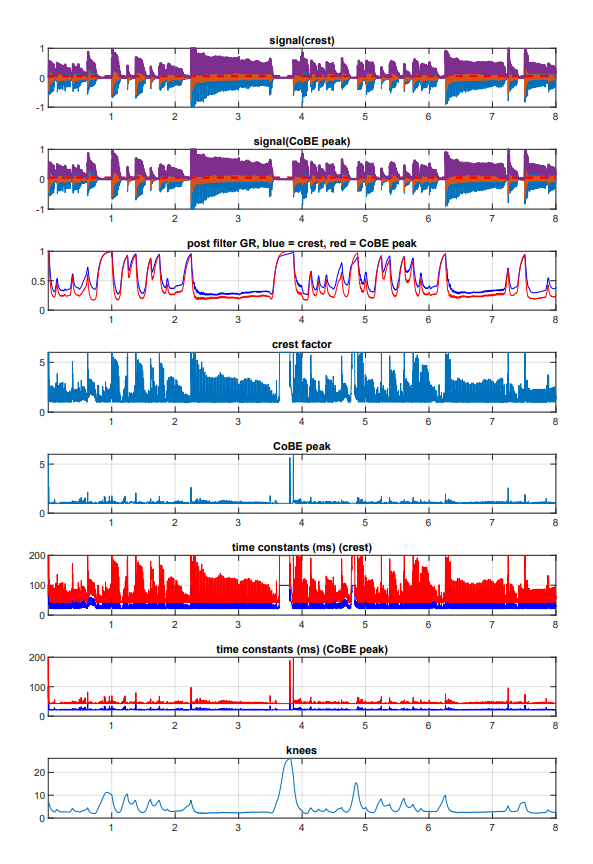 signal(crest)
1
0
-1
1 2 3 4 5 6 7 8
signal(CoBE peak)
1
0
-1
1 2 3 4 5 6 7 8
post filter GR, blue = crest, red = CoBE peak
1
0.5
0
1 2 3 4 5 6 7 8
crest factor
5
0
1 2 3 4 5 6 7 8
CoBE peak
5
0
1 2 3 4 5 6 7 8
time constants (ms) (crest)
200
100
0
1 2 3 4 5 6 7 8
time constants (ms) (CoBE peak)
200
100
0
1 2 3 4 5 6 7 8
knees
20
10
0
1 2 3 4 5 6 7 8